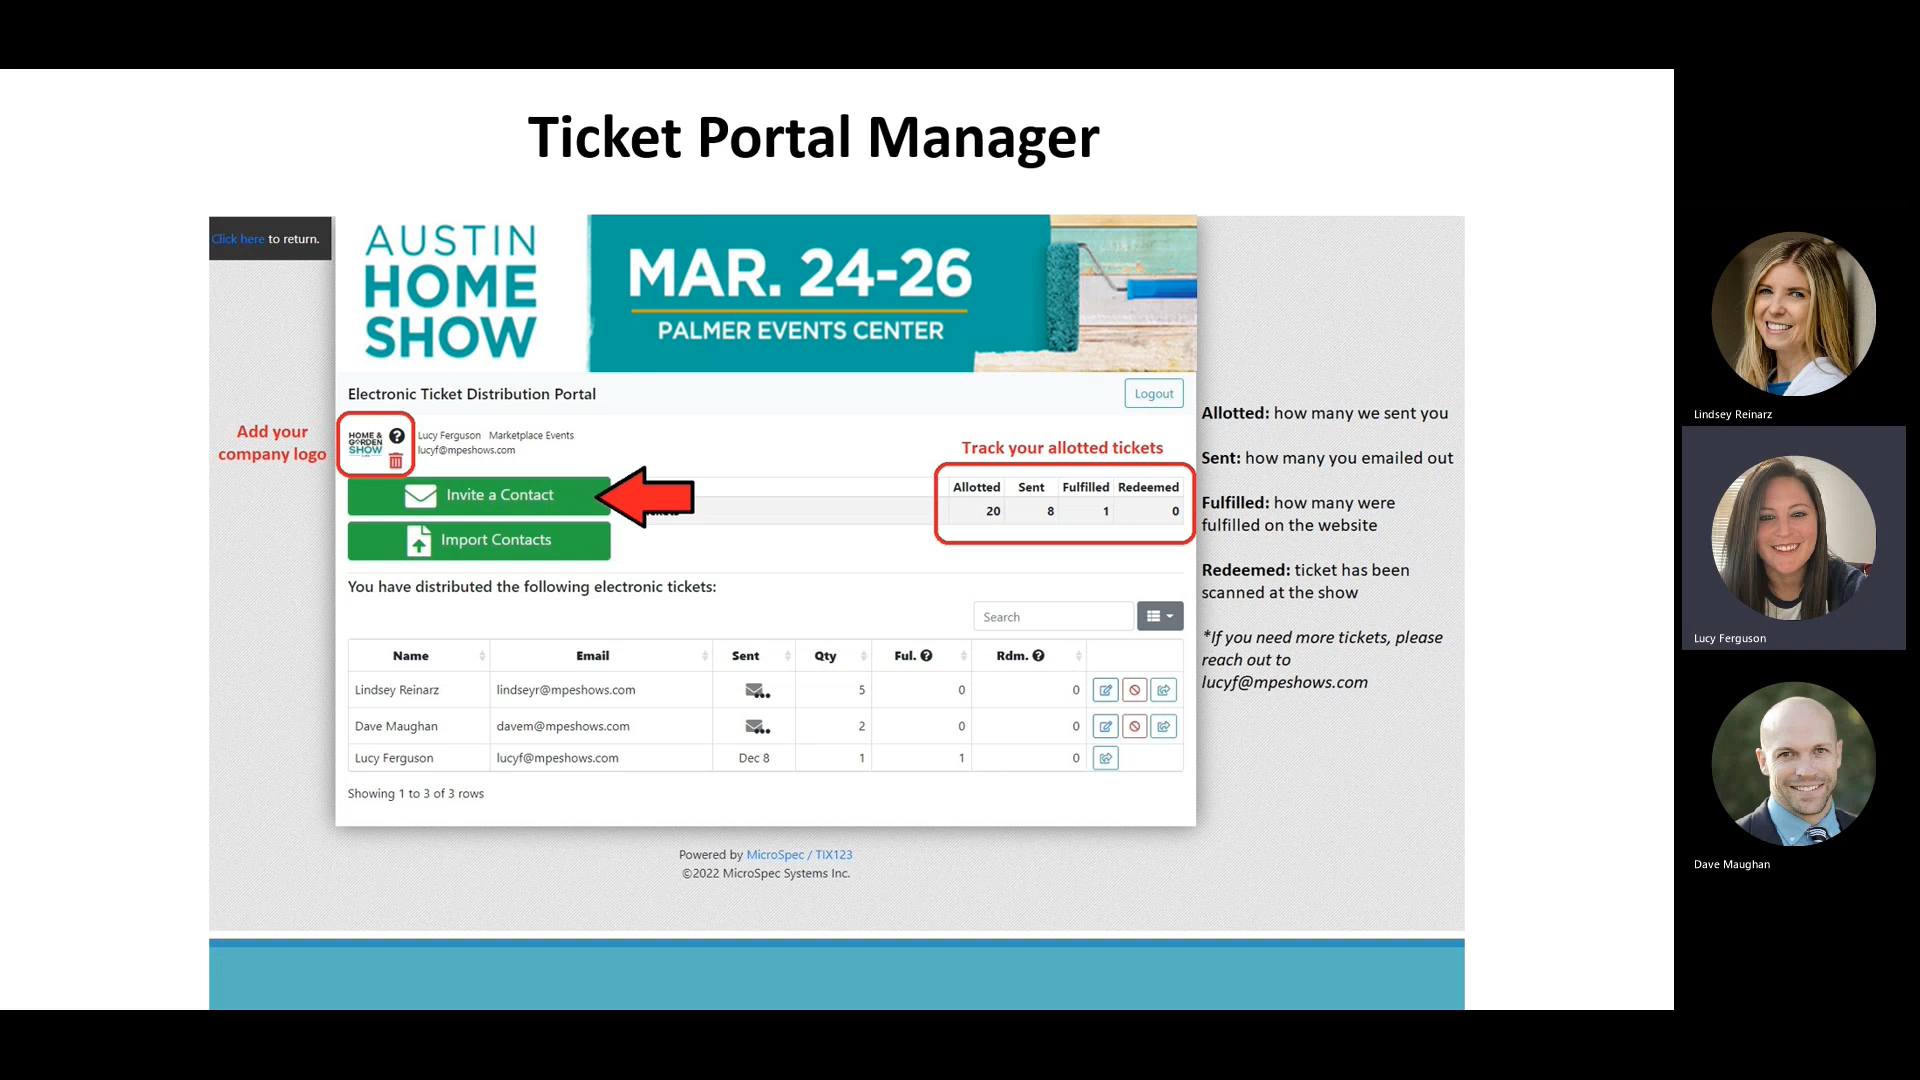 Ticket Portal Manager
Click here to return.
AUSTIN
HOME
SHOW
MAR. 24-26
PALMER EVENTS CENTER
Electronic Ticket Distribution Portal
Logout
Add your
company logo
HOME &
GARDEN
SHOW
Lucy Ferguson Marketplace Events
lucyf@mpeshows.com
Track your allotted tickets
Invite a Contact
Import Contacts
Allotted Sent Fulfilled Redeemed
20 8 1 0
You have distributed the following electronic tickets:
Search
Name Email Sent Qty Ful. Rdm.
Lindsey Reinarz lindseyr@mpeshows.com 5 0 0
Dave Maughan davem@mpeshows.com 2 0 0
Lucy Ferguson lucyf@mpeshows.com Dec 8 1 1 0
Showing 1 to 3 of 3 rows
Powered by MicroSpec / TIX123
©2022 MicroSpec Systems Inc.
Allotted: how many we sent you
Sent: how many you emailed out
Fulfilled: how many were
fulfilled on the website
Redeemed: ticket has been
scanned at the show
*If you need more tickets, please
reach out to
lucyf@mpeshows.com
Lindsey Reinarz
Lucy Ferguson
Dave Maughan